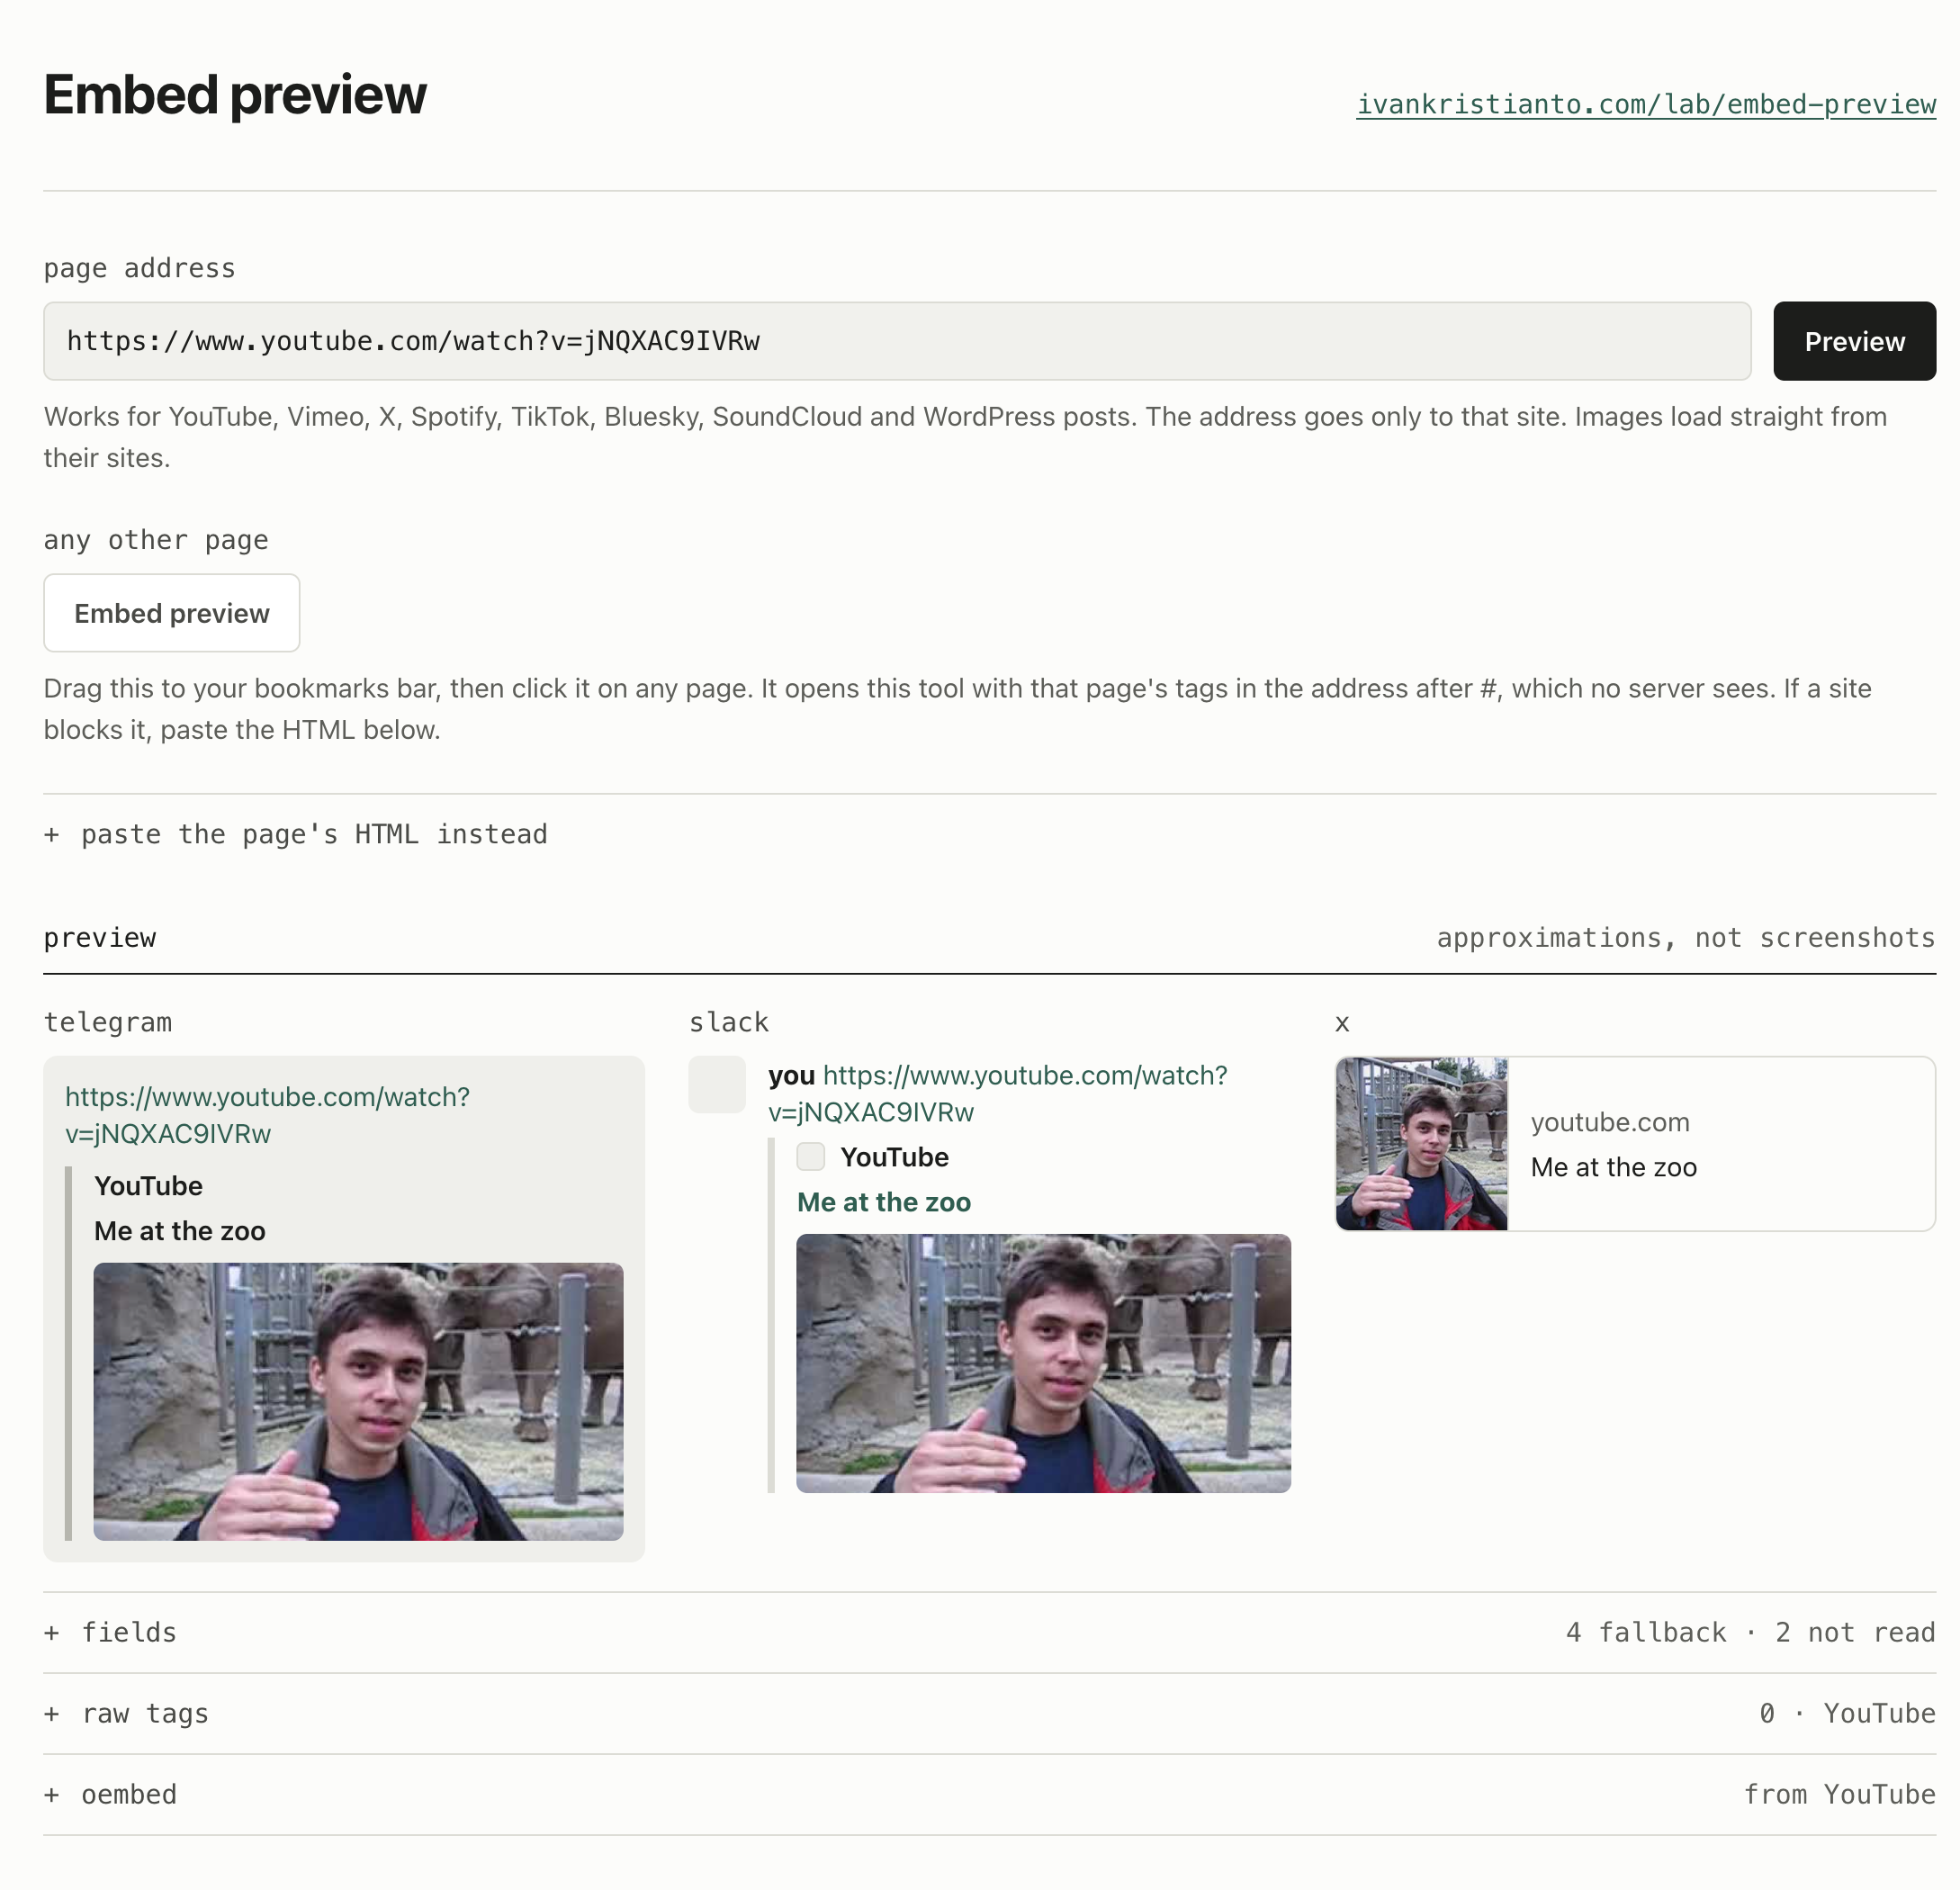 Embed preview
ivankristianto.com/lab/embed-preview
page address
https://www.youtube.com/watch?v=jNQXAC9IVRw
Preview
Works for YouTube, Vimeo, X, Spotify, TikTok, Bluesky, SoundCloud and WordPress posts. The address goes only to that site. Images load straight from
their sites.
any other page
Embed preview
Drag this to your bookmarks bar, then click it on any page. It opens this tool with that page's tags in the address after #, which no server sees. If a site
blocks it, paste the HTML below.
+ paste the page's HTML instead
preview
approximations, not screenshots
telegram
https://www.youtube.com/watch?
v=jNQXAC9IVRw
YouTube
Me at the zoo
slack
you https://www.youtube.com/watch?
v=jNQXAC9IVRw
YouTube
Me at the zoo
x
youtube.com
Me at the zoo
+ fields
4 fallback · 2 not read
+ raw tags
0 · YouTube
+ oembed
from YouTube